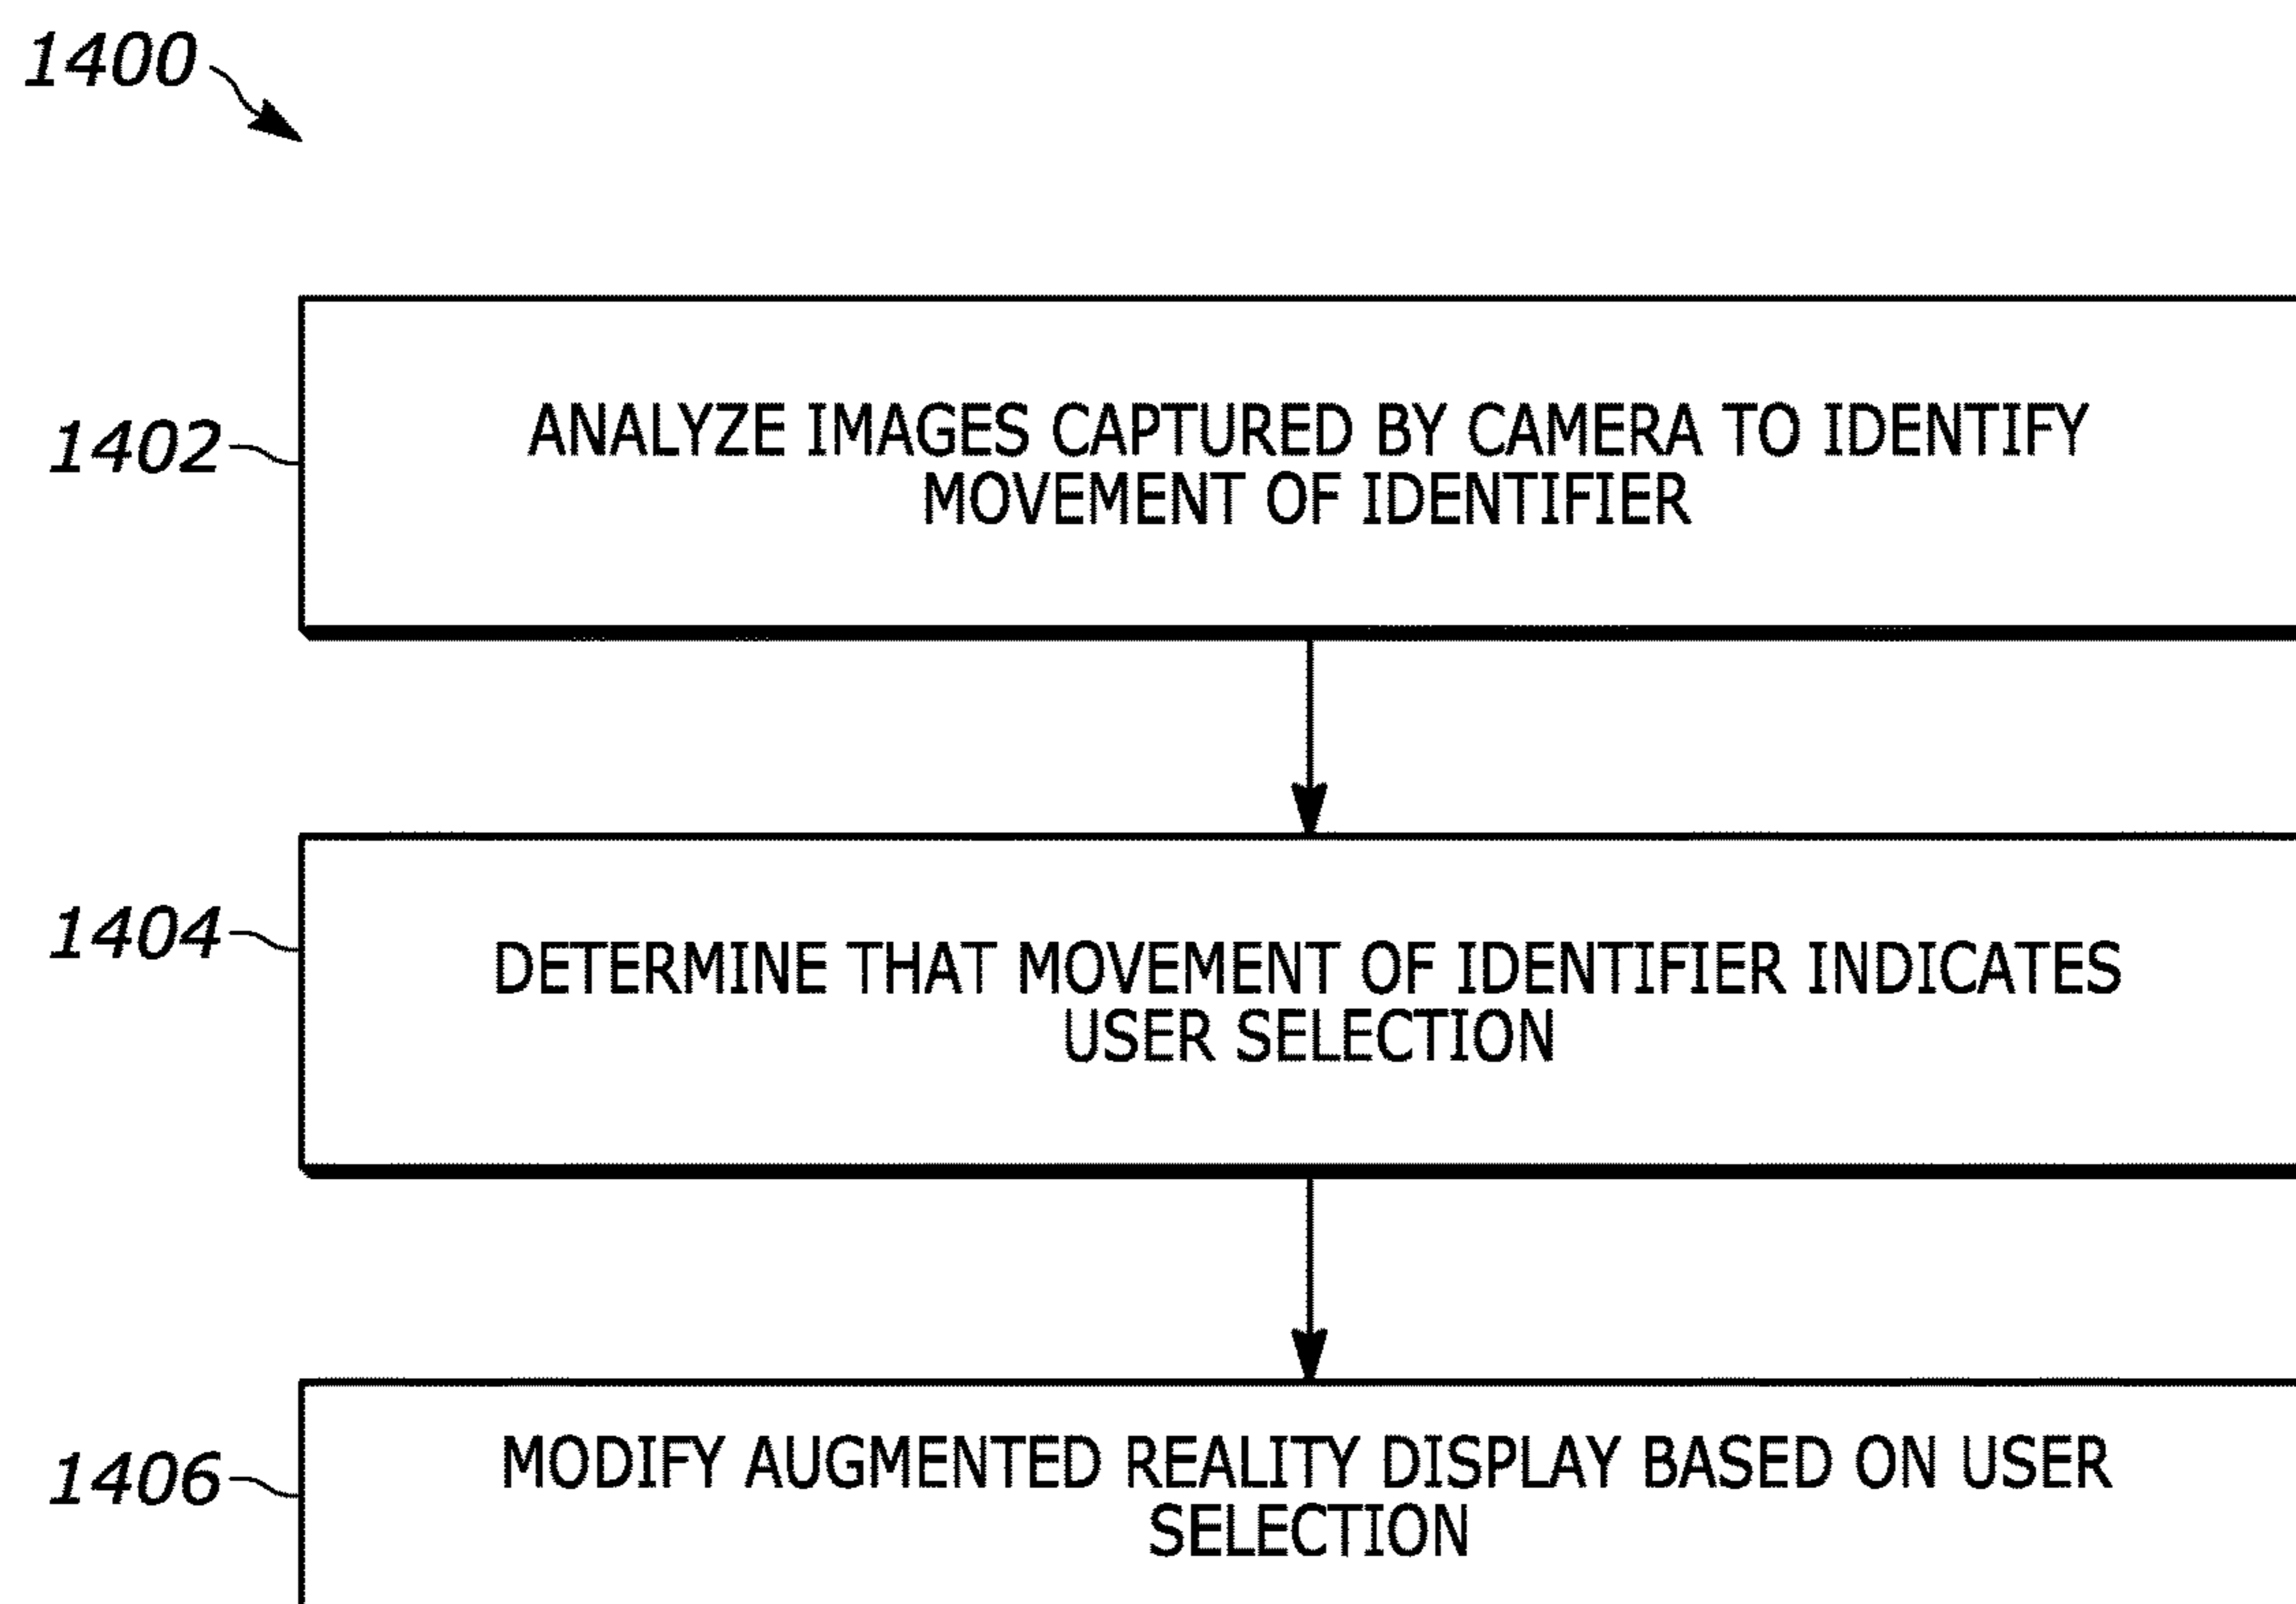 1400
1402
ANALYZE IMAGES CAPTURED BY CAMERA TO IDENTIFY
MOVEMENT OF IDENTIFIER
1404
DETERMINE THAT MOVEMENT OF IDENTIFIER INDICATES
USER SELECTION
1406
MODIFY AUGMENTED REALITY DISPLAY BASED ON USER
SELECTION